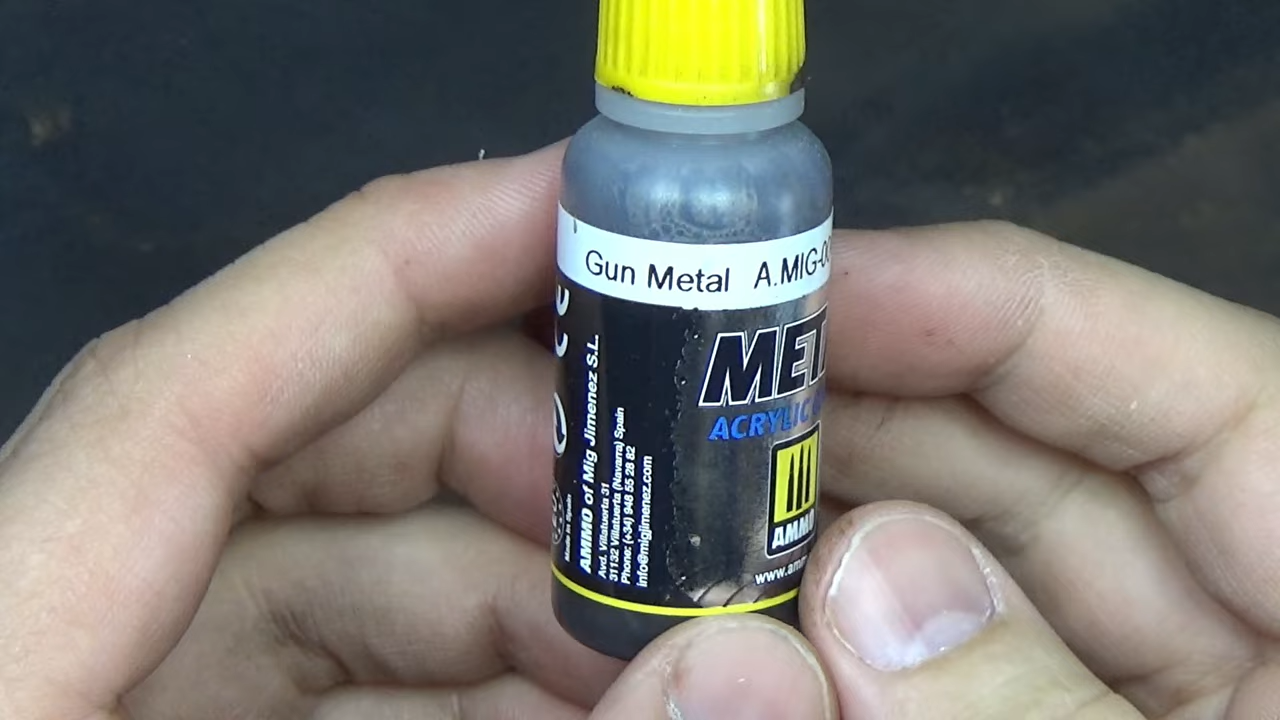 Gun Metal A.MIG-0
MET
ACRYLIC
AMMO
www.amm
Made in Spain
AMMO of Mig Jimenez S.L.
Avd. Villatuerta 31
31132 Villatuerta (Navarra) Spain
Phone: (+34) 948 55 28 82
info@migjimenez.com